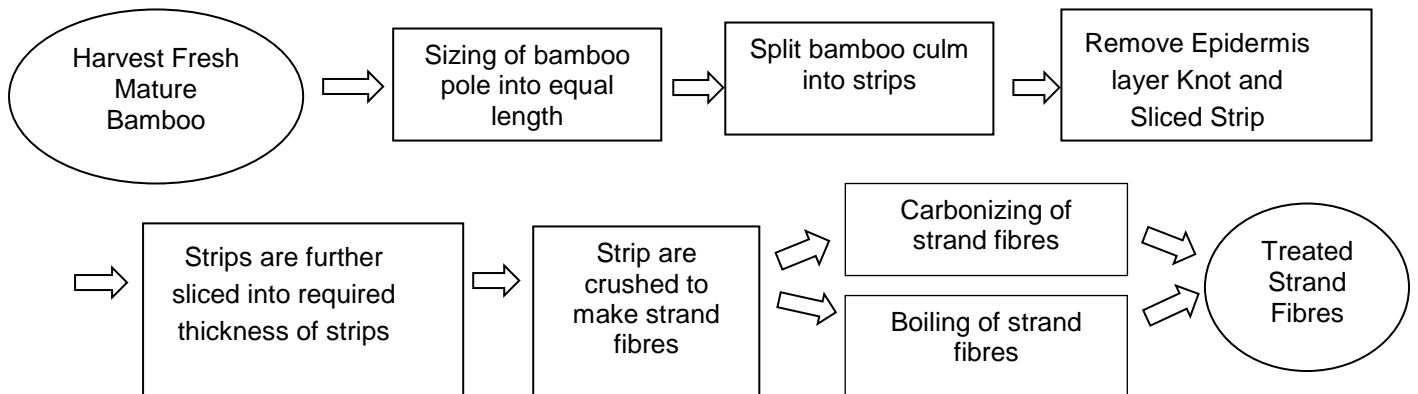 Harvest Fresh
Mature
Bamboo
Sizing of bamboo
pole into equal
length
Split bamboo culm
into strips
Remove Epidermis
layer Knot and
Sliced Strip
Strips are further
sliced into required
thickness of strips
Strip are
crushed to
make strand
fibres
Carbonizing of
strand fibres
Boiling of strand
fibres
Treated
Strand
Fibres